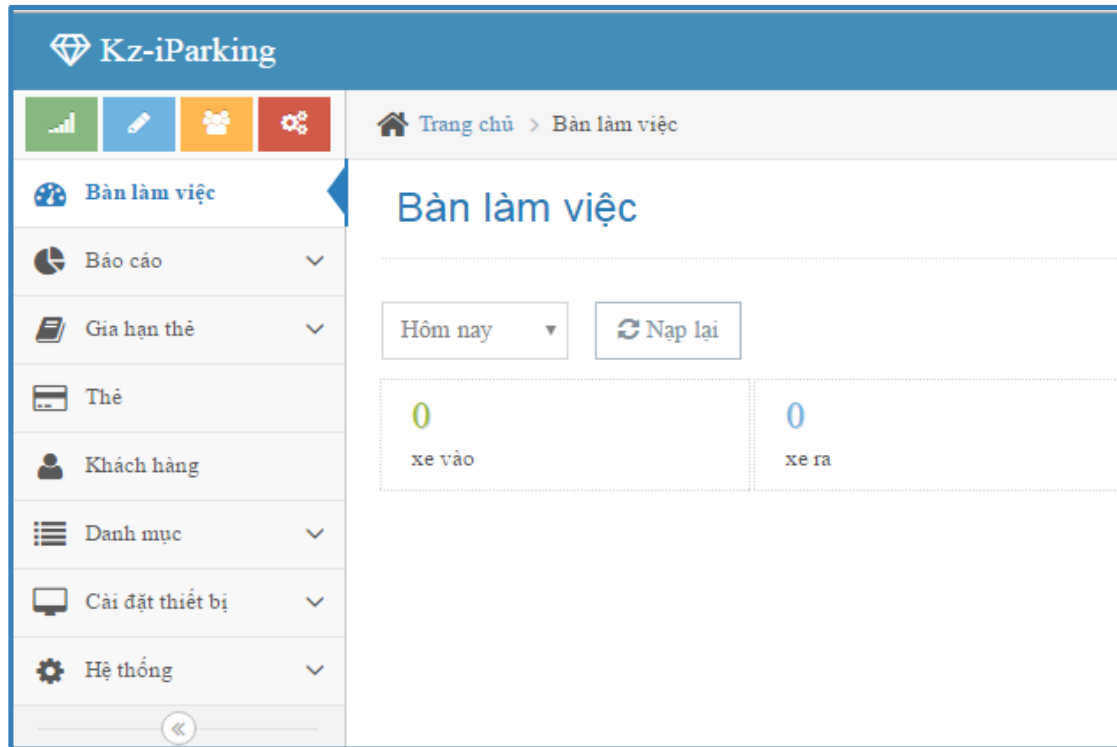 Kz-iParking
Trang chủ > Bàn làm việc
Bàn làm việc
Báo cáo
Gia hạn thẻ
Thẻ
Khách hàng
Danh mục
Cài đặt thiết bị
Hệ thống
Bàn làm việc
Hôm nay
Nạp lại
0
xe vào
0
xe ra